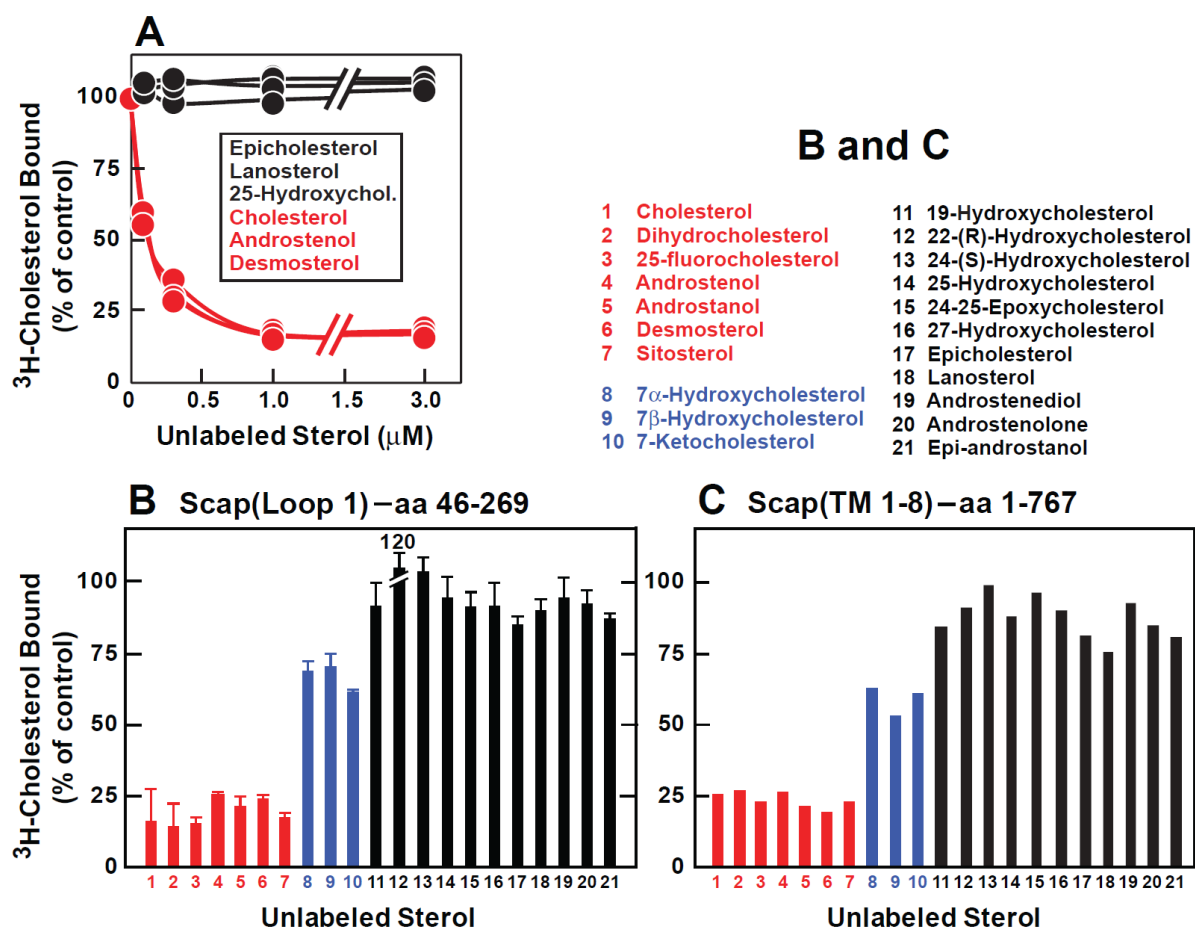 A
³H-Cholesterol Bound
(% of control)
100
75
50
25
0
Epicholesterol
Lanosterol
25-Hydroxychol.
Cholesterol
Androstenol
Desmosterol
0 0.5 1.0 1.5 3.0
Unlabeled Sterol (μM)
B and C
1 Cholesterol
2 Dihydrocholesterol
3 25-fluorocholesterol
4 Androstenol
5 Androstanol
6 Desmosterol
7 Sitosterol
8 7α-Hydroxycholesterol
9 7β-Hydroxycholesterol
10 7-Ketocholesterol
11 19-Hydroxycholesterol
12 22-(R)-Hydroxycholesterol
13 24-(S)-Hydroxycholesterol
14 25-Hydroxycholesterol
15 24-25-Epoxycholesterol
16 27-Hydroxycholesterol
17 Epicholesterol
18 Lanosterol
19 Androstenediol
20 Androstenolone
21 Epi-androstanol
B Scap(Loop 1)–aa 46-269
³H-Cholesterol Bound
(% of control)
120
100
75
50
25
0
1 2 3 4 5 6 7 8 9 10 11 12 13 14 15 16 17 18 19 20 21
Unlabeled Sterol
C Scap(TM 1-8)–aa 1-767
100
75
50
25
0
1 2 3 4 5 6 7 8 9 10 11 12 13 14 15 16 17 18 19 20 21
Unlabeled Sterol